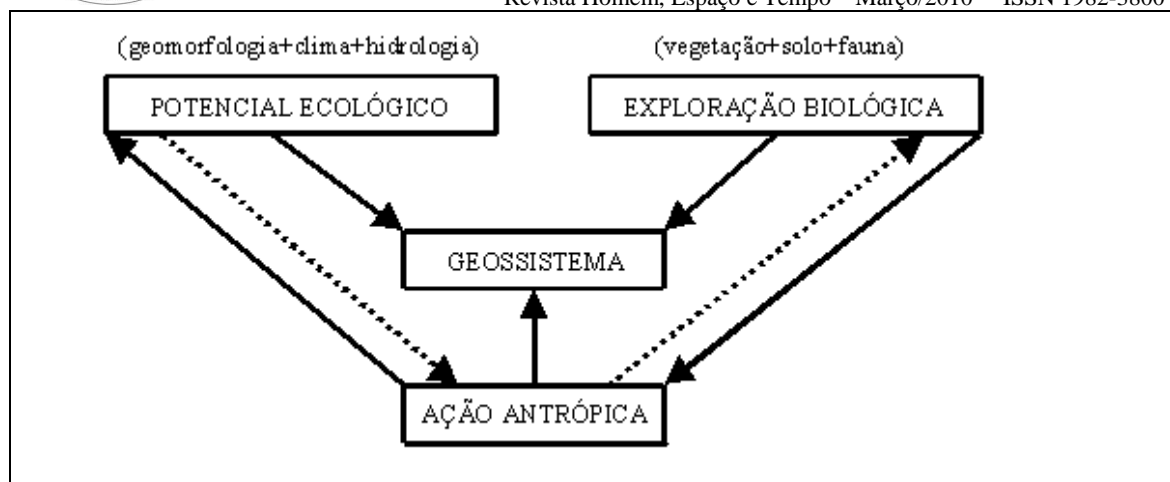 Revista Homem, Espaço e Tempo Março/2010 ISSN 1982-3800
(geomorfologia+clima+hidrologia) (vegetação+solo+fauna)
POTENCIAL ECOLÓGICO EXPLORAÇÃO BIOLÓGICA
GEOSSISTEMA
AÇÃO ANTRÓPICA